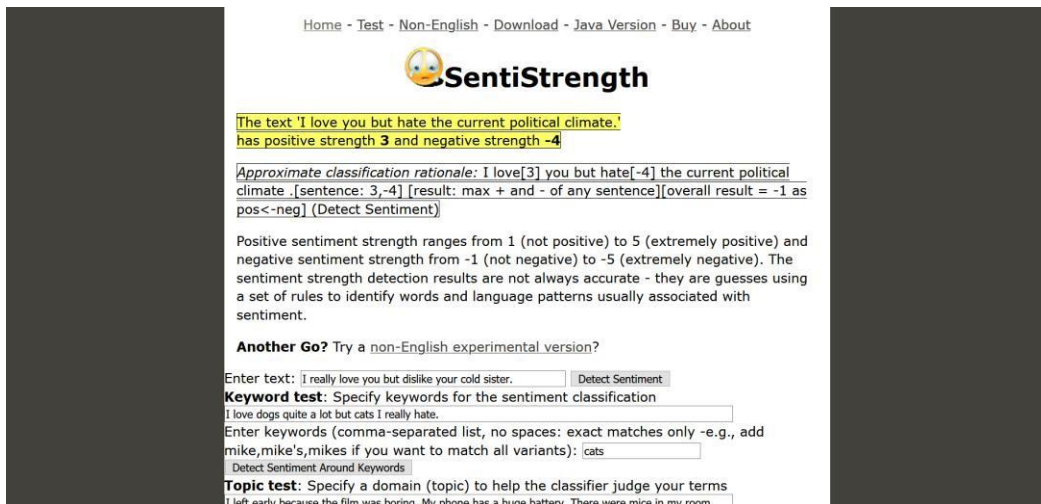 Home - Test - Non-English - Download - Java Version - Buy - About
SentiStrength
The text 'I love you but hate the current political climate.'
has positive strength 3 and negative strength -4
Approximate classification rationale: I love[3] you but hate[-4] the current political
climate .[sentence: 3,-4] [result: max + and - of any sentence][overall result = -1 as
pos<-neg] (Detect Sentiment)
Positive sentiment strength ranges from 1 (not positive) to 5 (extremely positive) and
negative sentiment strength from -1 (not negative) to -5 (extremely negative). The
sentiment strength detection results are not always accurate - they are guesses using
a set of rules to identify words and language patterns usually associated with
sentiment.
Another Go? Try a non-English experimental version?
Enter text: I really love you but dislike your cold sister. Detect Sentiment
Keyword test: Specify keywords for the sentiment classification
I love dogs quite a lot but cats I really hate.
Enter keywords (comma-separated list, no spaces: exact matches only -e.g., add
mike,mike's,mikes if you want to match all variants): cats
Detect Sentiment Around Keywords
Topic test: Specify a domain (topic) to help the classifier judge your terms
I left early because the film was boring. My phone has a huge battery. There were mice in my room.